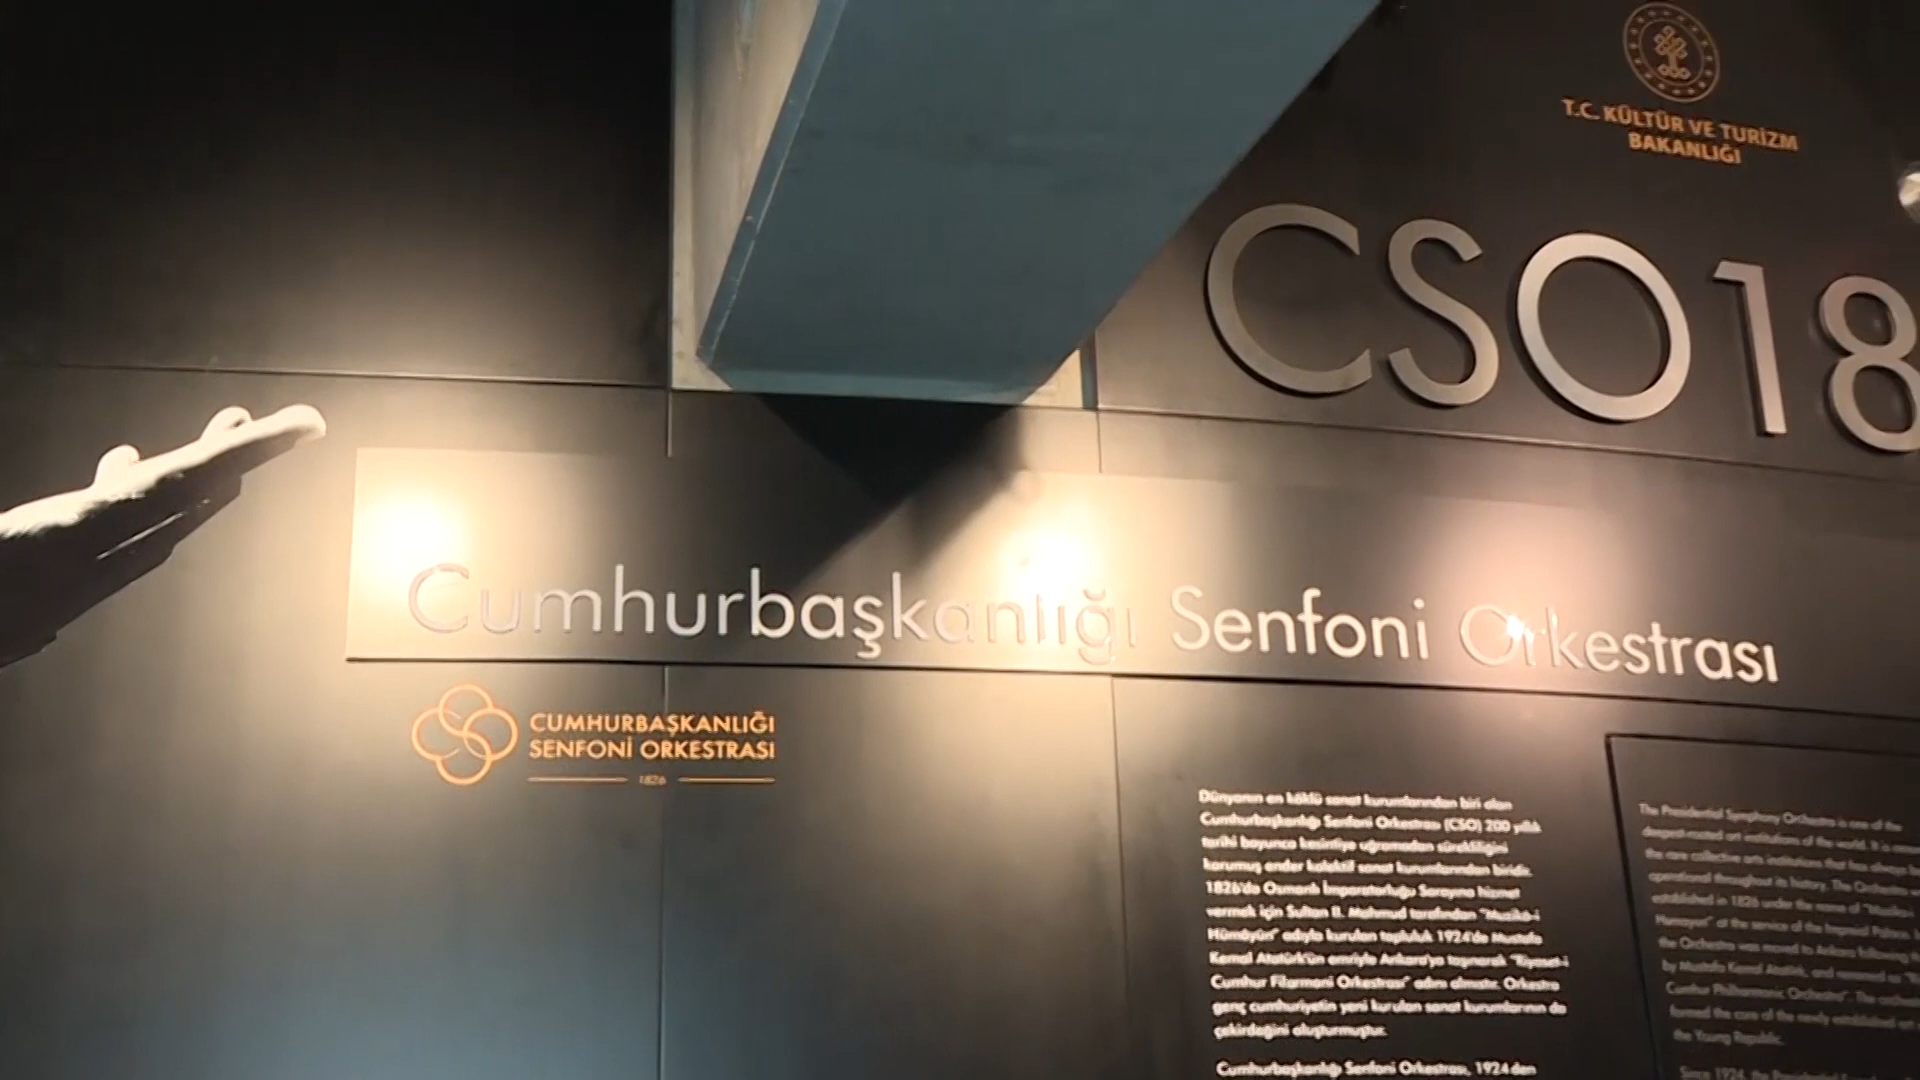 T.C. KÜLTÜR VE TURİZM
BAKANLIĞI
CSO18
Cumhurbaşkanlığı Senfoni Orkestrası
CUMHURBAŞKANLIĞI
SENFONİ ORKESTRASI
1826
Dünyanın en köklü sanat kurumlarından biri olan
Cumhurbaşkanlığı Senfoni Orkestrası (CSO) 200 yıllık
tarihi boyunca kesintiye uğramadan sürekliliğini
korumuş ender kolektif sanat kurumlarından biridir.
1826'da Osmanlı İmparatorluğu Sarayına hizmet
vermek için Sultan II. Mahmud tarafından "Muzika-i
Hümâyûn" adıyla kurulan topluluk 1924'de Mustafa
Kemal Atatürk'ün emriyle Ankara'ya taşınarak "Riyaset-i
Cumhur Filarmoni Orkestrası" adını almıştır. Orkestra
genç cumhuriyetin yeni kurulan sanat kurumlarının da
çekirdeğini oluşturmuştur.
Cumhurbaşkanlığı Senfoni Orkestrası, 1924'den
The Presidential Symphony Orchestra is one of the
deepest-rooted art institutions of the world. It is
the rare collective arts institutions that has always
operational throughout its history. The Orchestra
established in 1826 under the name of "Muzika-
Humayun" at the service of the Imperial Palace.
the Orchestra was moved to Ankara following
by Mustafa Kemal Atatürk, and renamed as
Cumhur Philharmonic Orchestra". The
formed the core of the newly established art
the Young Republic.
Since 1924, the Presidential